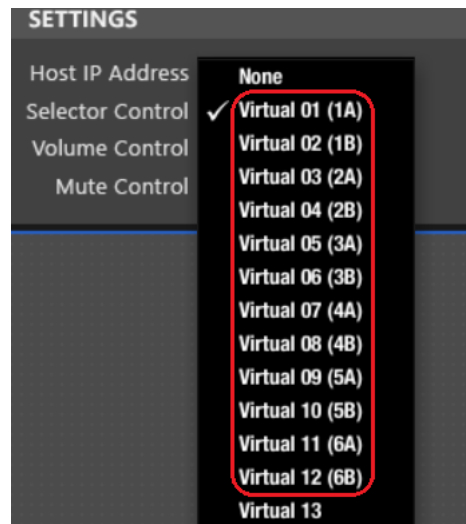 SETTINGS
Host IP Address
None
Selector Control ✓ Virtual 01 (1A)
Volume Control
Virtual 02 (1B)
Virtual 03 (2A)
Mute Control
Virtual 04 (2B)
Virtual 05 (3A)
Virtual 06 (3B)
Virtual 07 (4A)
Virtual 08 (4B)
Virtual 09 (5A)
Virtual 10 (5B)
Virtual 11 (6A)
Virtual 12 (6B)
Virtual 13